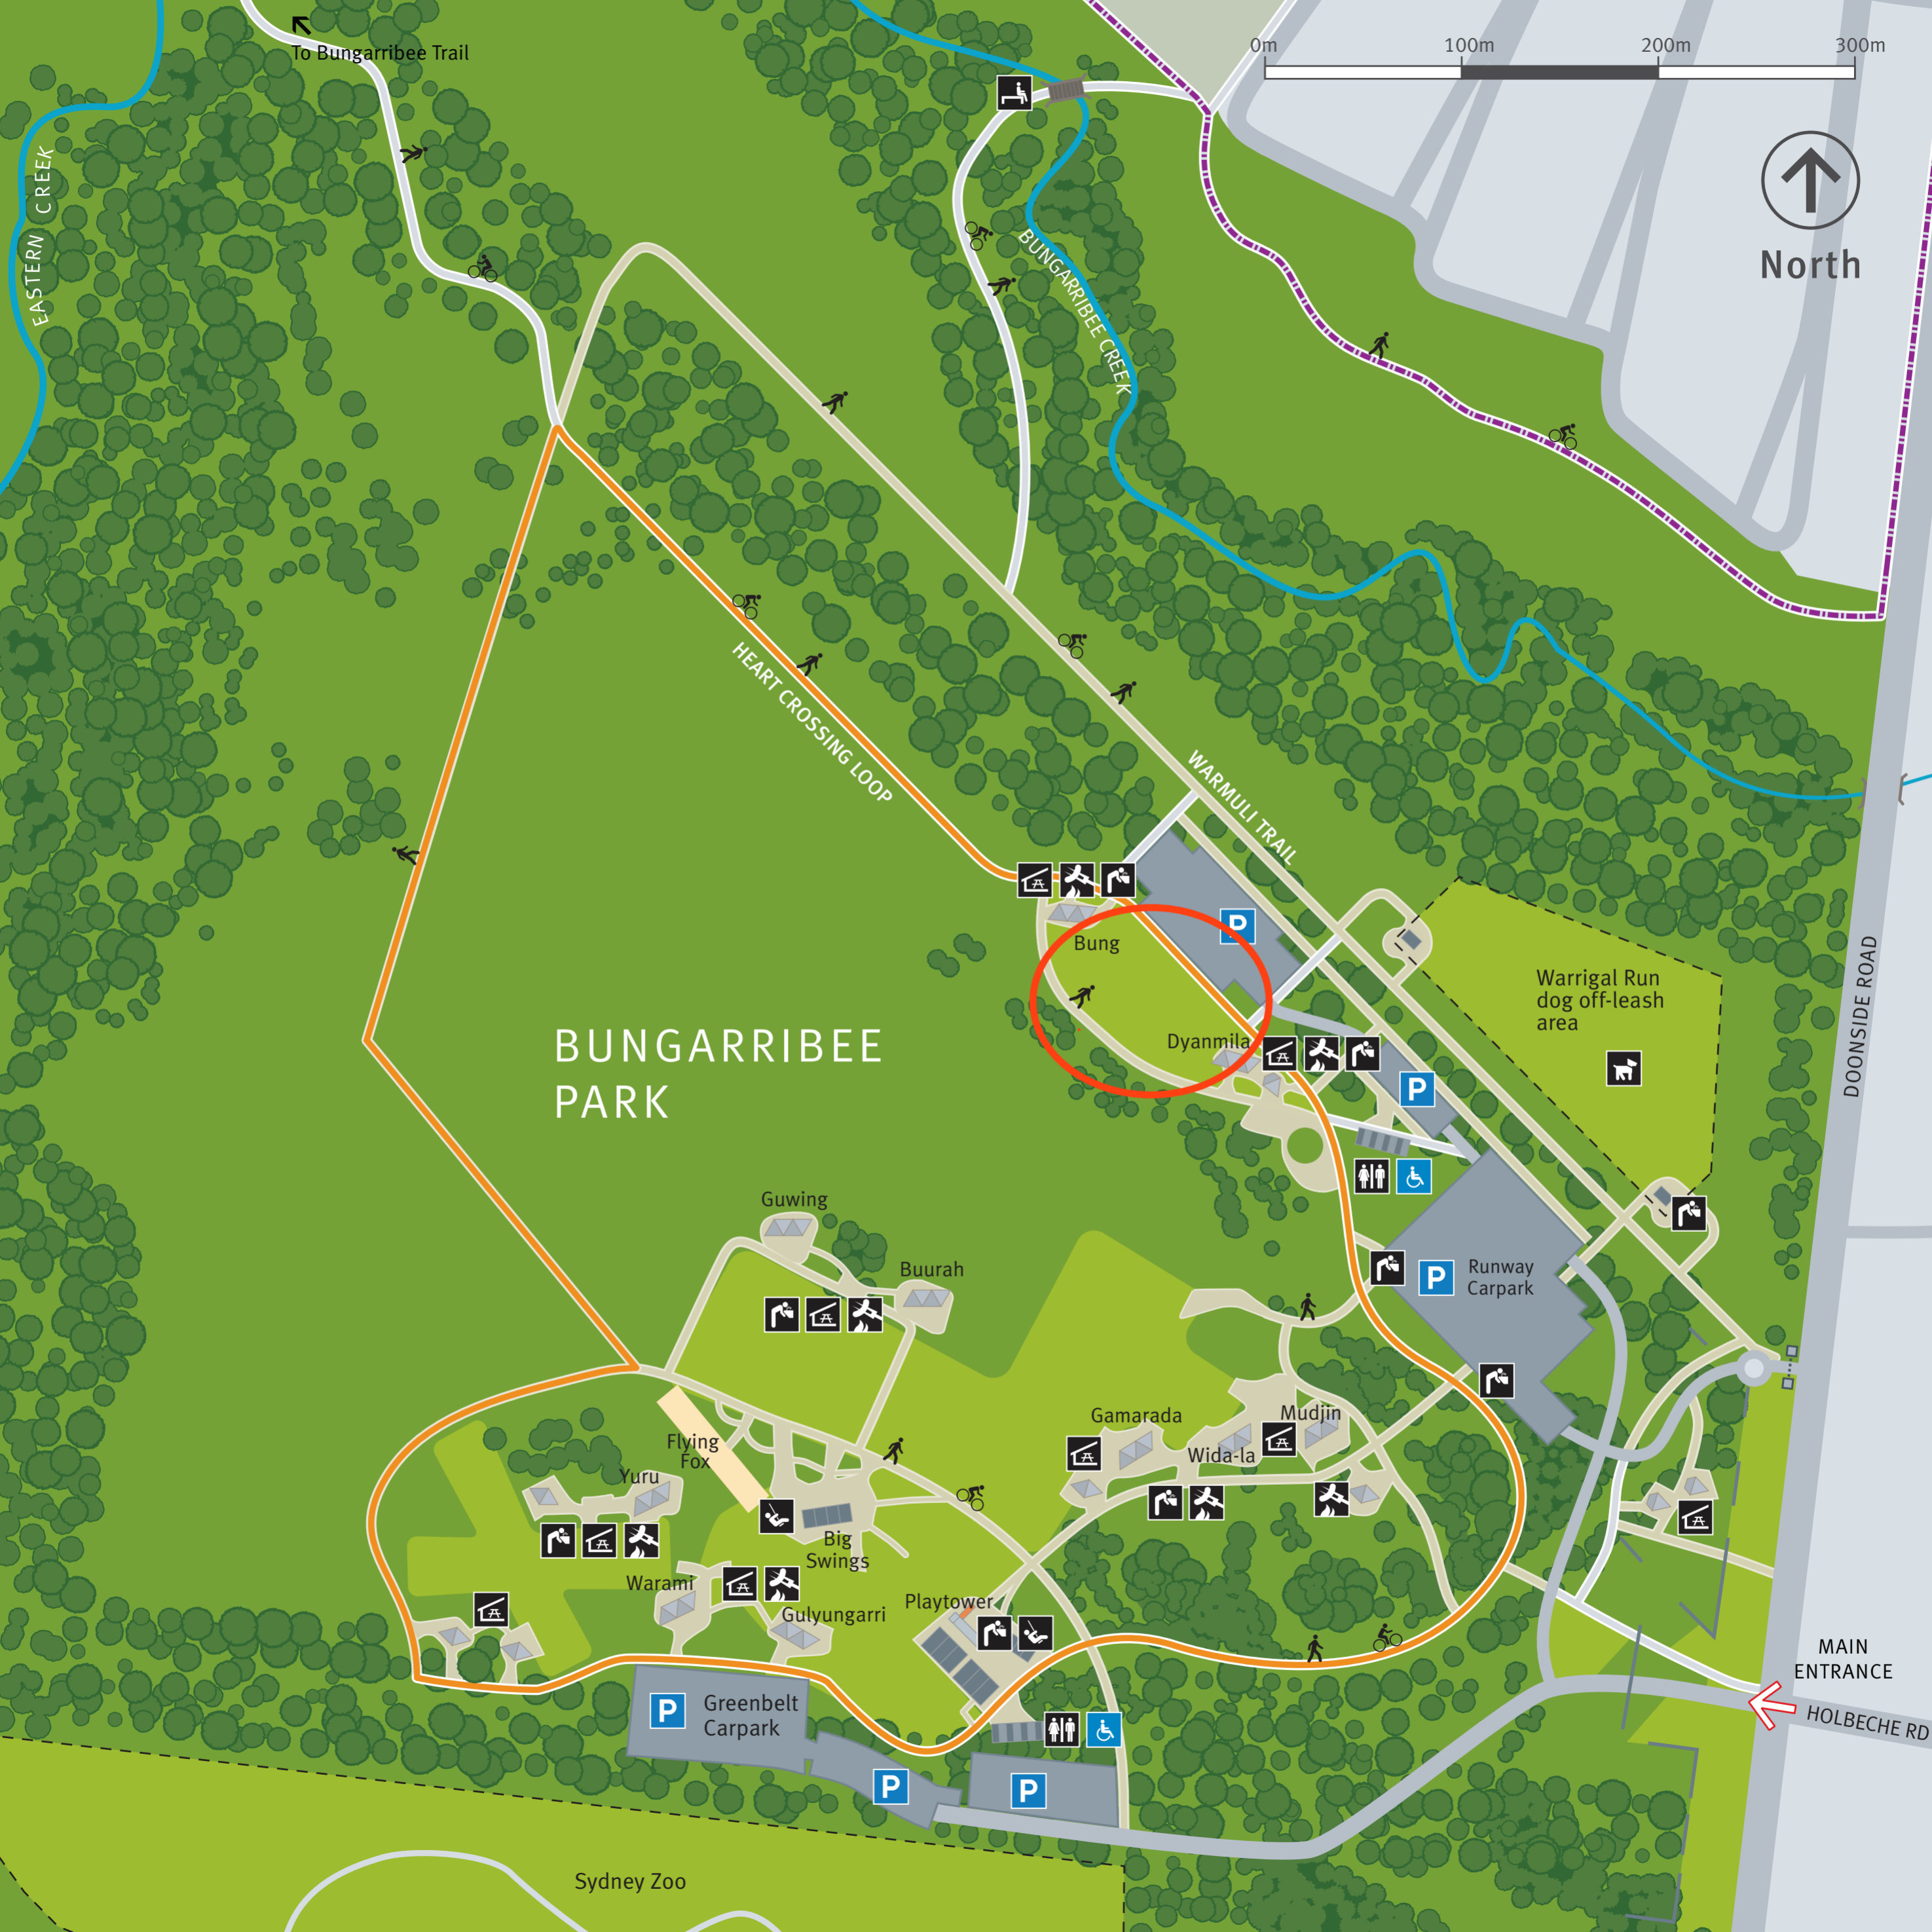 To Bungarribee Trail
0m 100m 200m 300m
North
EASTERN CREEK
BUNGARRIBEE CREEK
HEART CROSSING LOOP
WARMULI TRAIL
P
Bung
Warrigal Run
dog off-leash
area
DOONSIDE ROAD
BUNGARRIBEE
PARK
Dyanmila
P
Guwing
Buurah
P
Runway
Carpark
Flying
Fox
Gamarada
Mudjin
Wida-la
Yuru
Big
Swings
Warami
Gulyungarri
Playtower
MAIN
ENTRANCE
HOLBECHE RD
P
Greenbelt
Carpark
P
P
Sydney Zoo